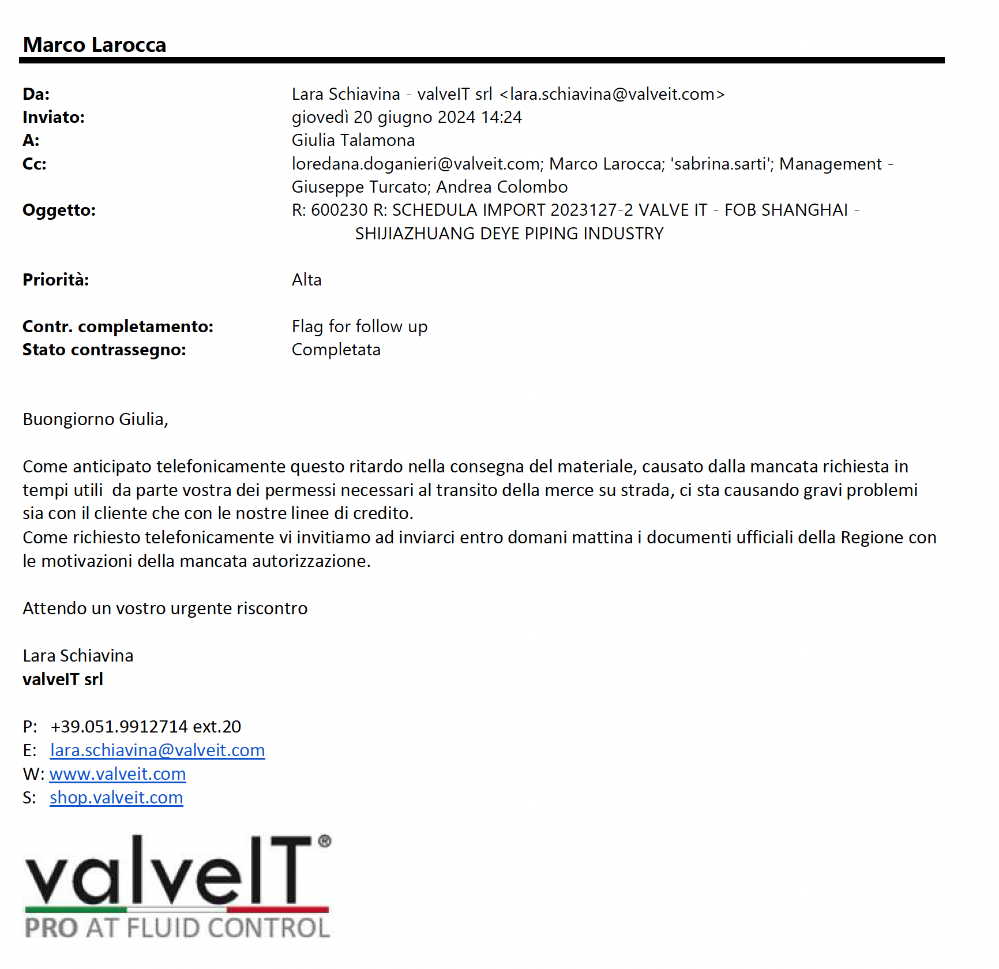 Marco Larocca
Da: Lara Schiavina - valveIT srl <lara.schiavina@valveit.com>
Inviato: giovedì 20 giugno 2024 14:24
A: Giulia Talamona
Cc: loredana.doganieri@valveit.com; Marco Larocca; 'sabrina.sarti'; Management -
Giuseppe Turcato; Andrea Colombo
Oggetto: R: 600230 R: SCHEDULA IMPORT 2023127-2 VALVE IT - FOB SHANGHAI -
SHIJIAZHUANG DEYE PIPING INDUSTRY
Priorità: Alta
Contr. completamento: Flag for follow up
Stato contrassegno: Completata
Buongiorno Giulia,
Come anticipato telefonicamente questo ritardo nella consegna del materiale, causato dalla mancata richiesta in
tempi utili  da parte vostra dei permessi necessari al transito della merce su strada, ci sta causando gravi problemi
sia con il cliente che con le nostre linee di credito.
Come richiesto telefonicamente vi invitiamo ad inviarci entro domani mattina i documenti ufficiali della Regione con
le motivazioni della mancata autorizzazione.
Attendo un vostro urgente riscontro
Lara Schiavina
valveIT srl
P: +39.051.9912714 ext.20
E: lara.schiavina@valveit.com
W: www.valveit.com
S: shop.valveit.com
valveIT®
PRO AT FLUID CONTROL